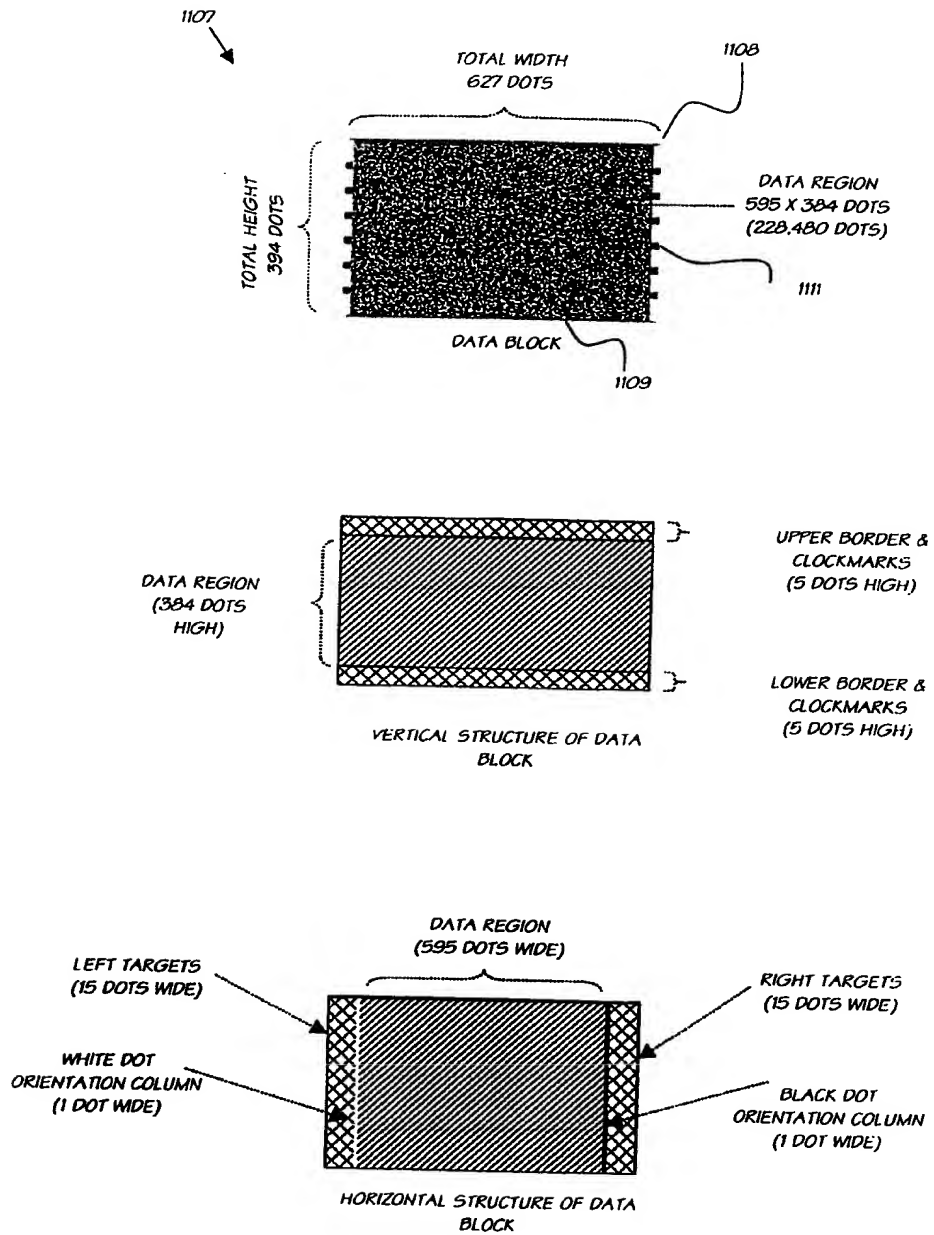 1107
TOTAL WIDTH
627 DOTS
1108
TOTAL HEIGHT
394 DOTS
DATA REGION
595 X 384 DOTS
(228,480 DOTS)
1111
DATA BLOCK
1109
DATA REGION
(384 DOTS
HIGH)
UPPER BORDER &
CLOCKMARKS
(5 DOTS HIGH)
LOWER BORDER &
CLOCKMARKS
(5 DOTS HIGH)
VERTICAL STRUCTURE OF DATA
BLOCK
DATA REGION
(595 DOTS WIDE)
LEFT TARGETS
(15 DOTS WIDE)
RIGHT TARGETS
(15 DOTS WIDE)
WHITE DOT
ORIENTATION COLUMN
(1 DOT WIDE)
BLACK DOT
ORIENTATION COLUMN
(1 DOT WIDE)
HORIZONTAL STRUCTURE OF DATA
BLOCK